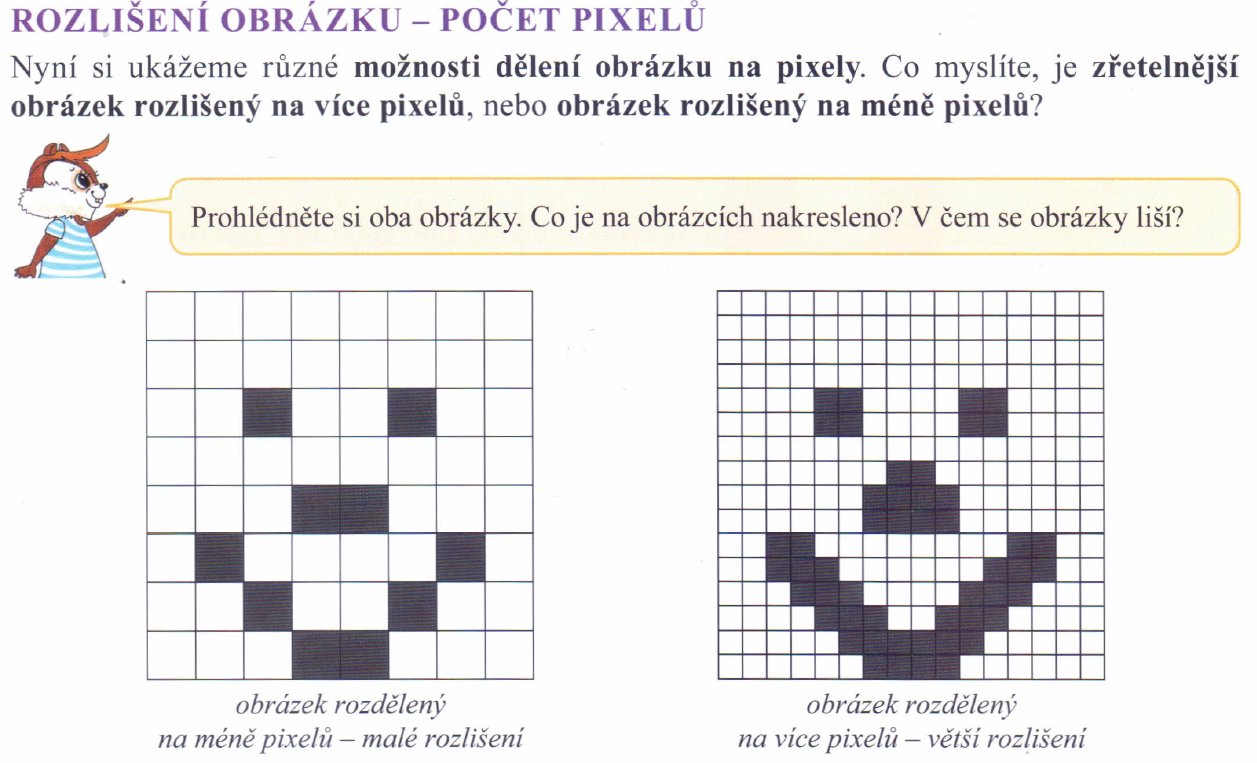 ROZLIŠENÍ OBRÁZKU – POČET PIXELŮ
Nyní si ukážeme různé možnosti dělení obrázku na pixely. Co myslíte, je zřetelnější
obrázek rozlišený na více pixelů, nebo obrázek rozlišený na méně pixelů?
Prohlédněte si oba obrázky. Co je na obrázcích nakresleno? V čem se obrázky liší?
obrázek rozdělený
na méně pixelů – malé rozlišení
obrázek rozdělený
na více pixelů – větší rozlišení